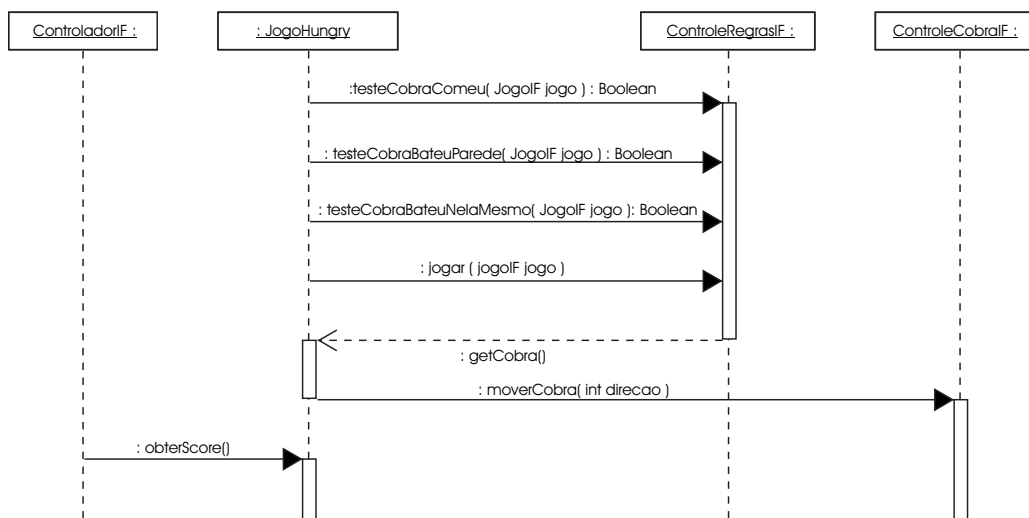 ControladorIF :
: JogoHungry
ControleRegrasIF :
ControleCobraIF :
:testeCobraComeu( JogoIF jogo ) : Boolean
: testeCobraBateuParede( JogoIF jogo ) : Boolean
: testeCobraBateuNelaMesmo( JogoIF jogo ): Boolean
: jogar ( jogoIF jogo )
: getCobra()
: moverCobra( int direcao )
: obterScore()